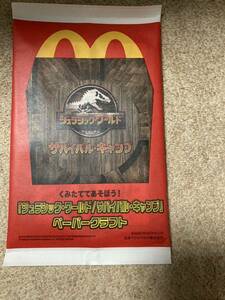 ジュラシック・ワールド
サバイバル・キャンプ
くみたててあそぼう!
「ジュラシック・ワールド/サバイバル・キャンプ」
ペーパークラフト